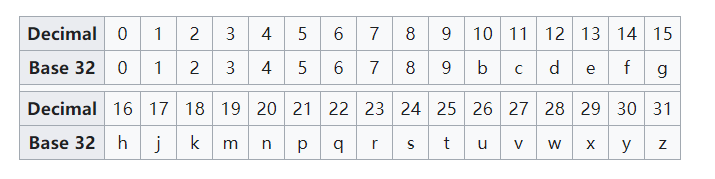 Decimal 0 1 2 3 4 5 6 7 8 9 10 11 12 13 14 15
Base 32 0 1 2 3 4 5 6 7 8 9 b c d e f g
Decimal 16 17 18 19 20 21 22 23 24 25 26 27 28 29 30 31
Base 32 h j k m n p q r s t u v w x y z